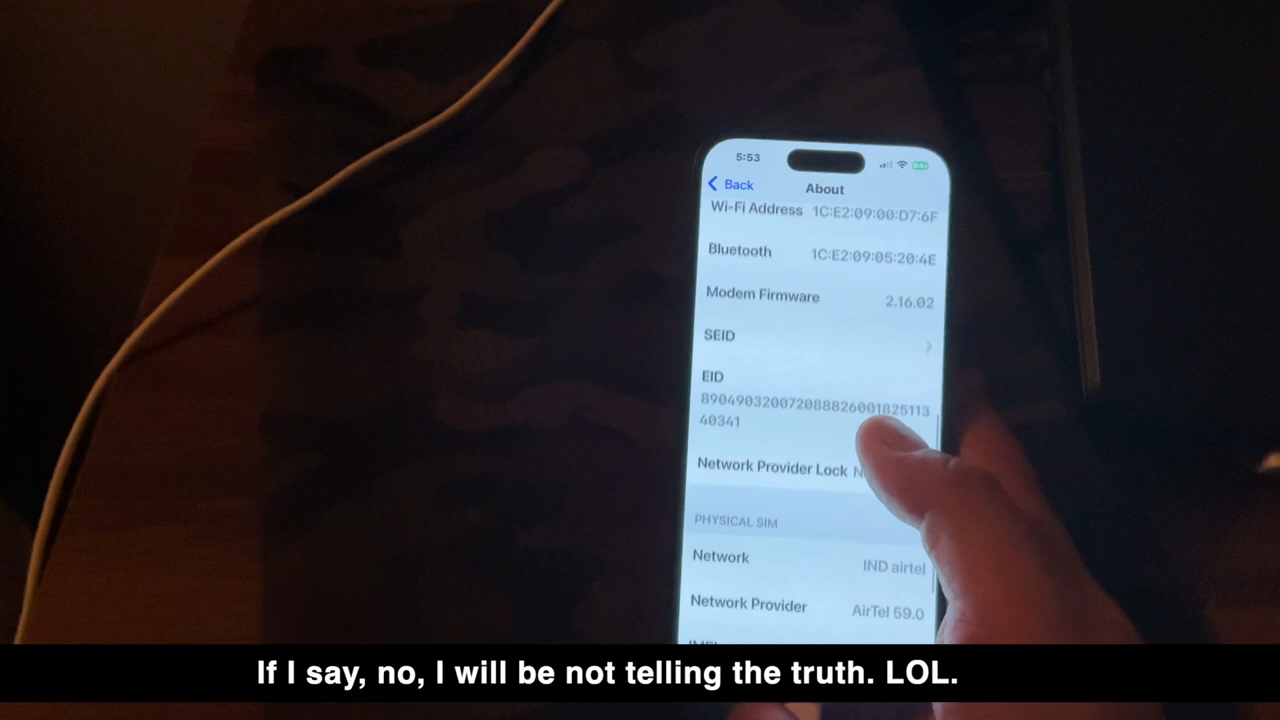 5:53
Back
About
Wi-Fi Address 1C:E2:09:00:D7:6F
Bluetooth 1C:E2:09:05:20:4E
Modem Firmware 2.16.02
SEID
EID
890490320072088826001825113
40341
Network Provider Lock
PHYSICAL SIM
Network IND airtel
Network Provider AirTel 59.0
If I say, no, I will be not telling the truth. LOL.